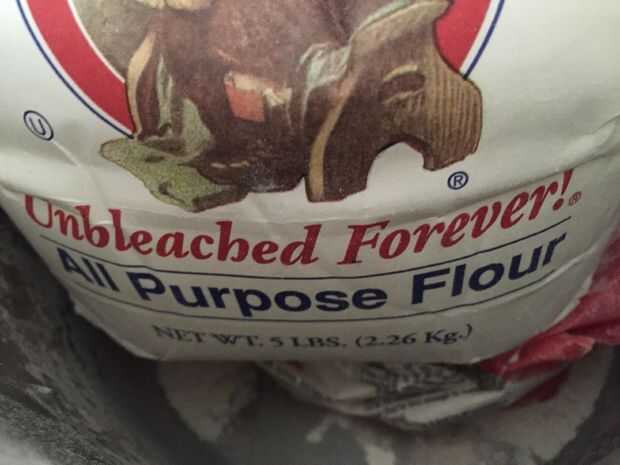 U
®
Unbleached Forever!®
All Purpose Flour
NET WT. 5 LBS. (2.26 Kg.)